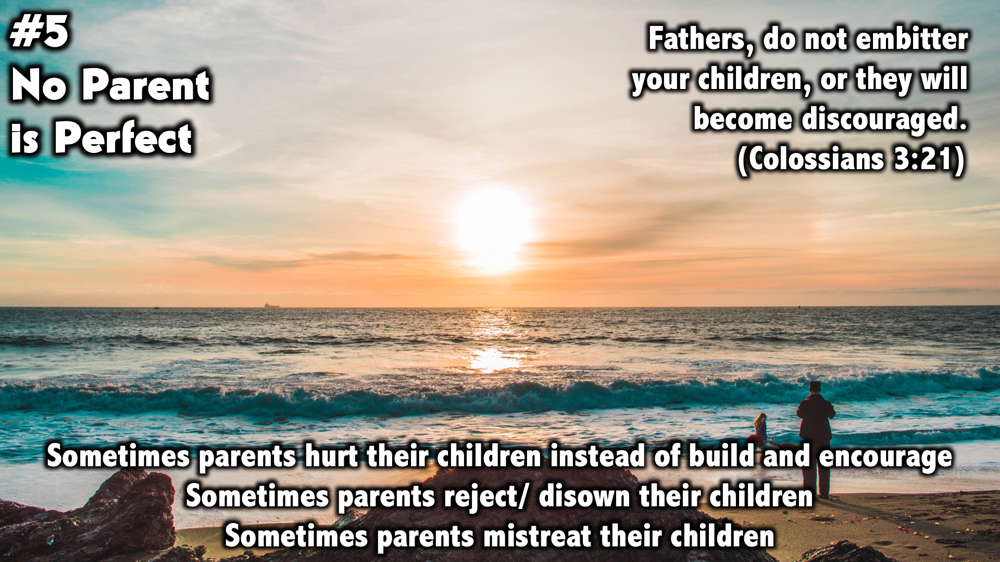 #5
No Parent
is Perfect
Fathers, do not embitter
your children, or they will
become discouraged.
(Colossians 3:21)
Sometimes parents hurt their children instead of build and encourage
Sometimes parents reject/ disown their children
Sometimes parents mistreat their children